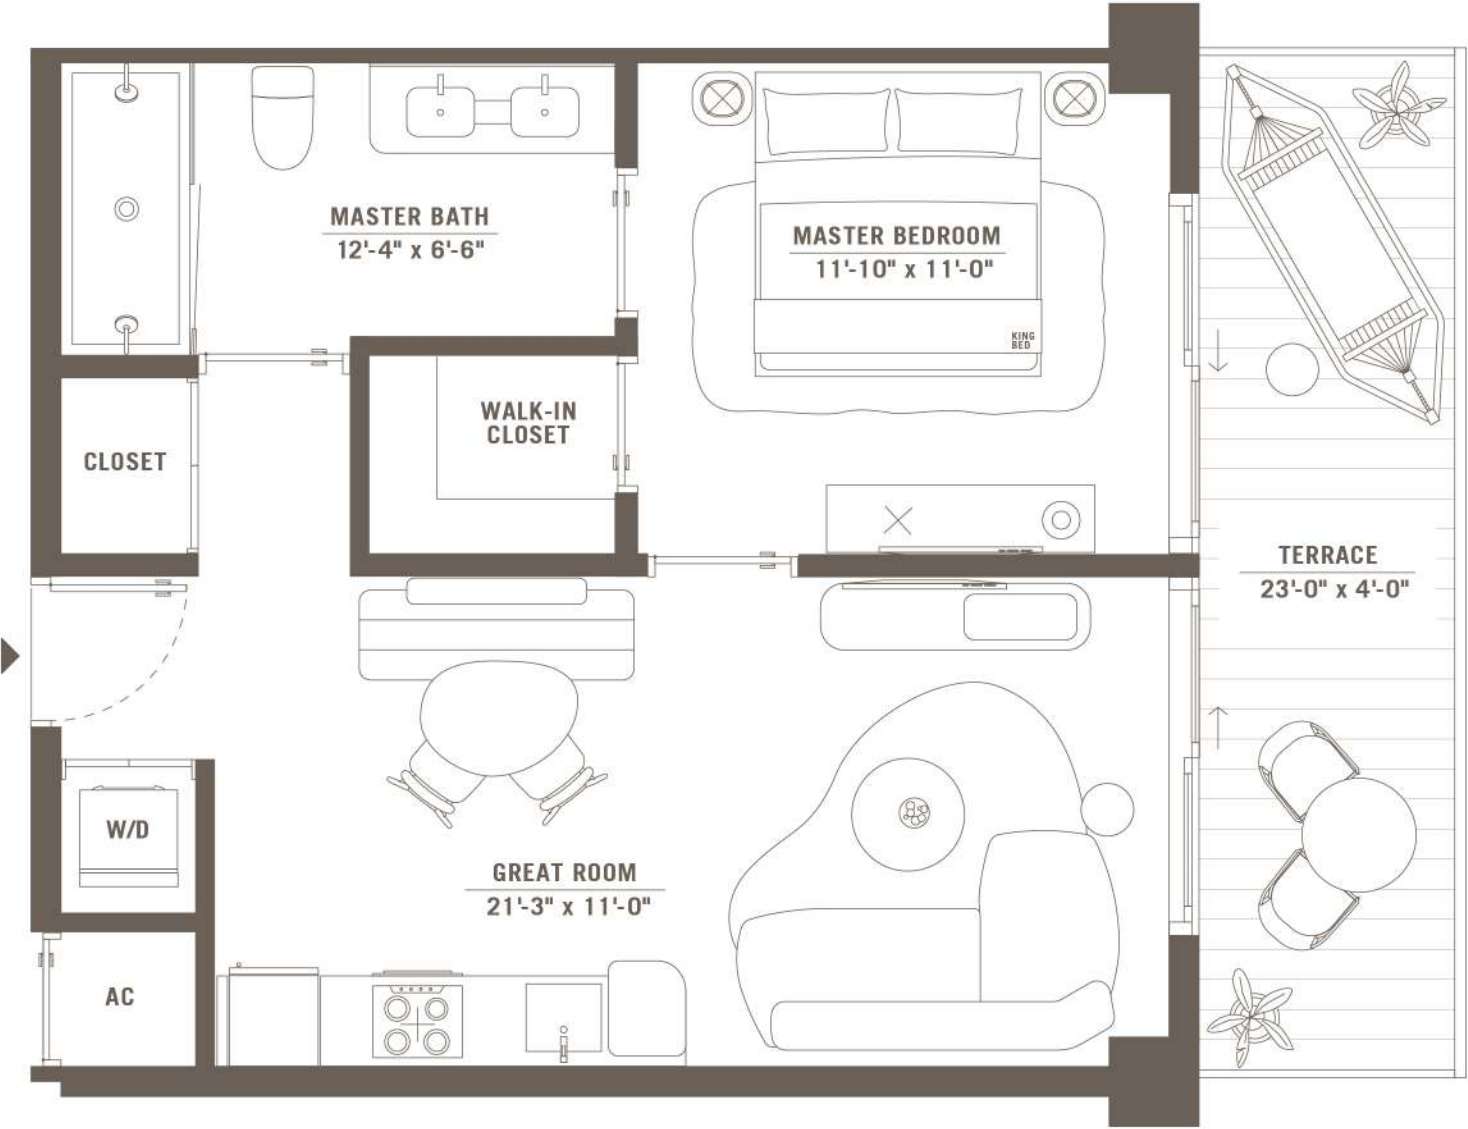 MASTER BATH
12'-4" x 6'-6"
MASTER BEDROOM
11'-10" x 11'-0"
KING
BED
WALK-IN
CLOSET
CLOSET
TERRACE
23'-0" x 4'-0"
W/D
GREAT ROOM
21'-3" x 11'-0"
AC